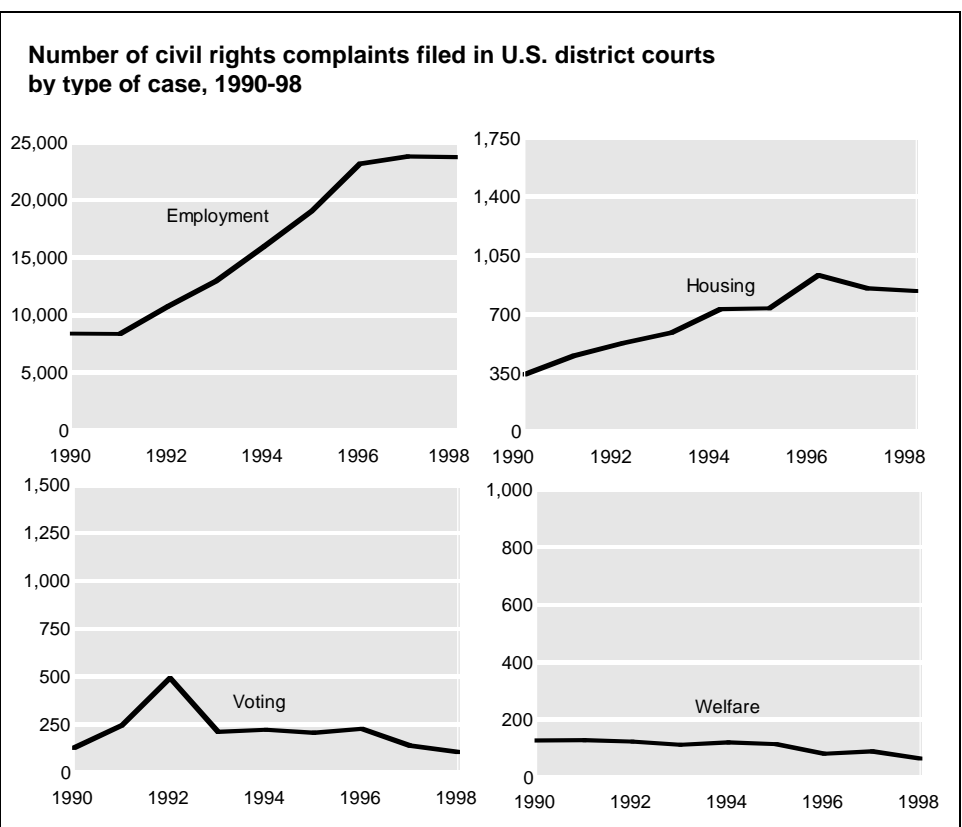 Number of civil rights complaints filed in U.S. district courts
by type of case, 1990-98
25,000
20,000
15,000
10,000
5,000
0
Employment
1990 1992 1994 1996 1998
1,750
1,400
1,050
700
350
0
Housing
1990 1992 1994 1996 1998
1,500
1,250
1,000
750
500
250
0
Voting
1990 1992 1994 1996 1998
1,000
800
600
400
200
0
Welfare
1990 1992 1994 1996 1998